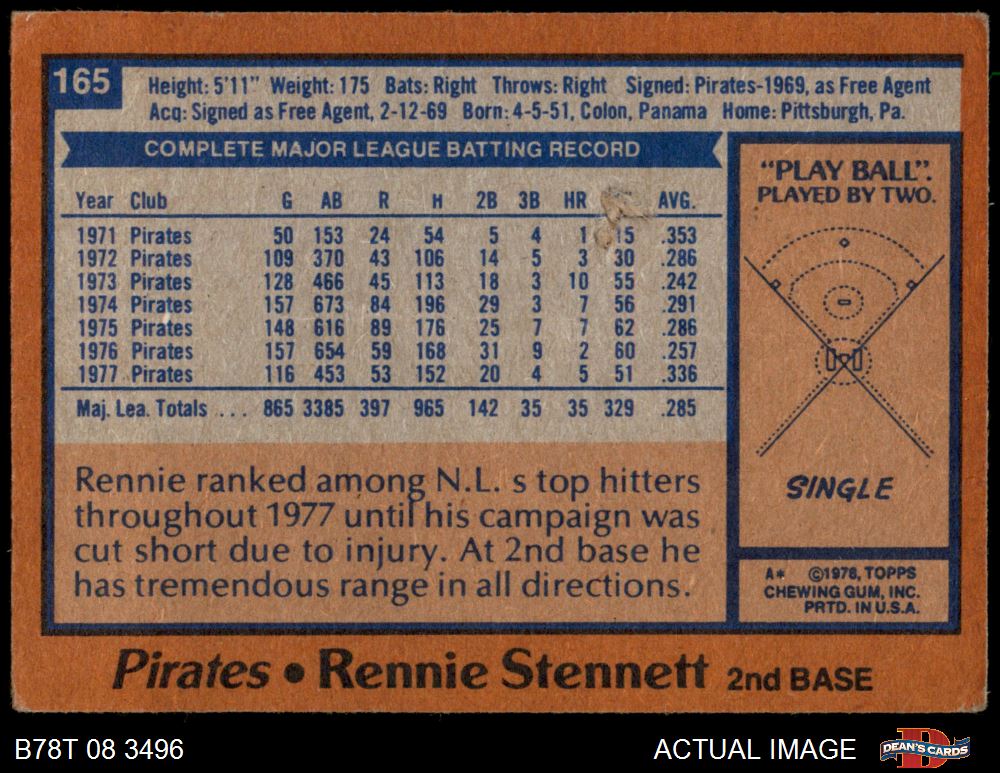 165
Height: 5'11" Weight: 175 Bats: Right Throws: Right Signed: Pirates-1969, as Free Agent
Acq: Signed as Free Agent, 2-12-69 Born: 4-5-51, Colon, Panama Home: Pittsburgh, Pa.
COMPLETE MAJOR LEAGUE BATTING RECORD
Year Club G AB R H 2B 3B HR AVG.
1971 Pirates 50 153 24 54 5 4 1 15 .353
1972 Pirates 109 370 43 106 14 5 3 30 .286
1973 Pirates 128 466 45 113 18 3 10 55 .242
1974 Pirates 157 673 84 196 29 3 7 56 .291
1975 Pirates 148 616 89 176 25 7 7 62 .286
1976 Pirates 157 654 59 168 31 9 2 60 .257
1977 Pirates 116 453 53 152 20 4 5 51 .336
Maj. Lea. Totals ... 865 3385 397 965 142 35 35 329 .285
Rennie ranked among N.L. s top hitters
throughout 1977 until his campaign was
cut short due to injury. At 2nd base he
has tremendous range in all directions.
"PLAY BALL".
PLAYED BY TWO.
SINGLE
A* ©1978, TOPPS
CHEWING GUM, INC.
PRTD. IN U.S.A.
Pirates • Rennie Stennett 2nd BASE
B78T 08 3496
ACTUAL IMAGE
DEAN'S CARDS